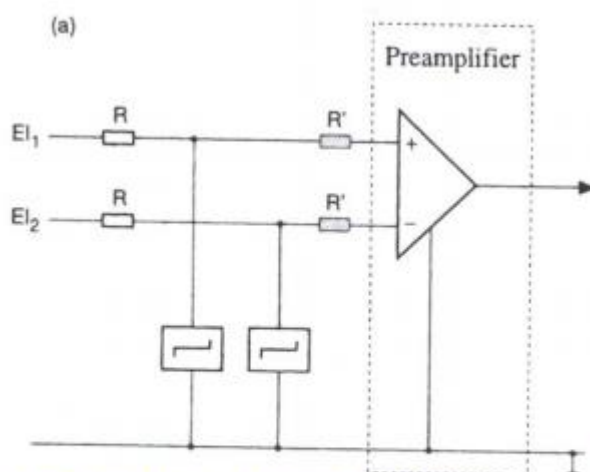 (a)
Preamplifier
R
R'
El₁
+
R
R'
El₂
−